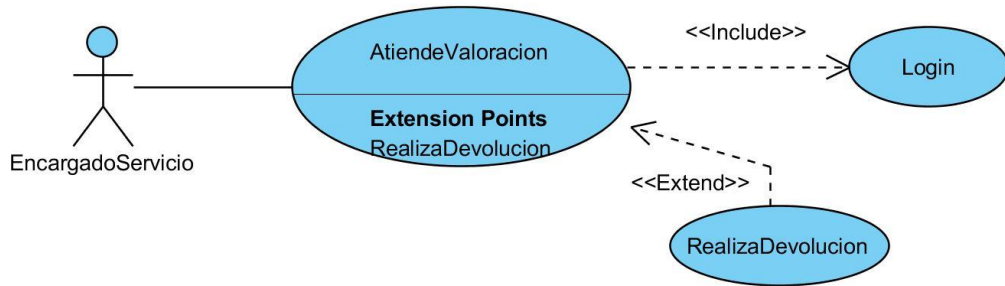 <<Include>>
AtiendeValoracion
Login
Extension Points
RealizaDevolucion
EncargadoServicio
<<Extend>>
RealizaDevolucion